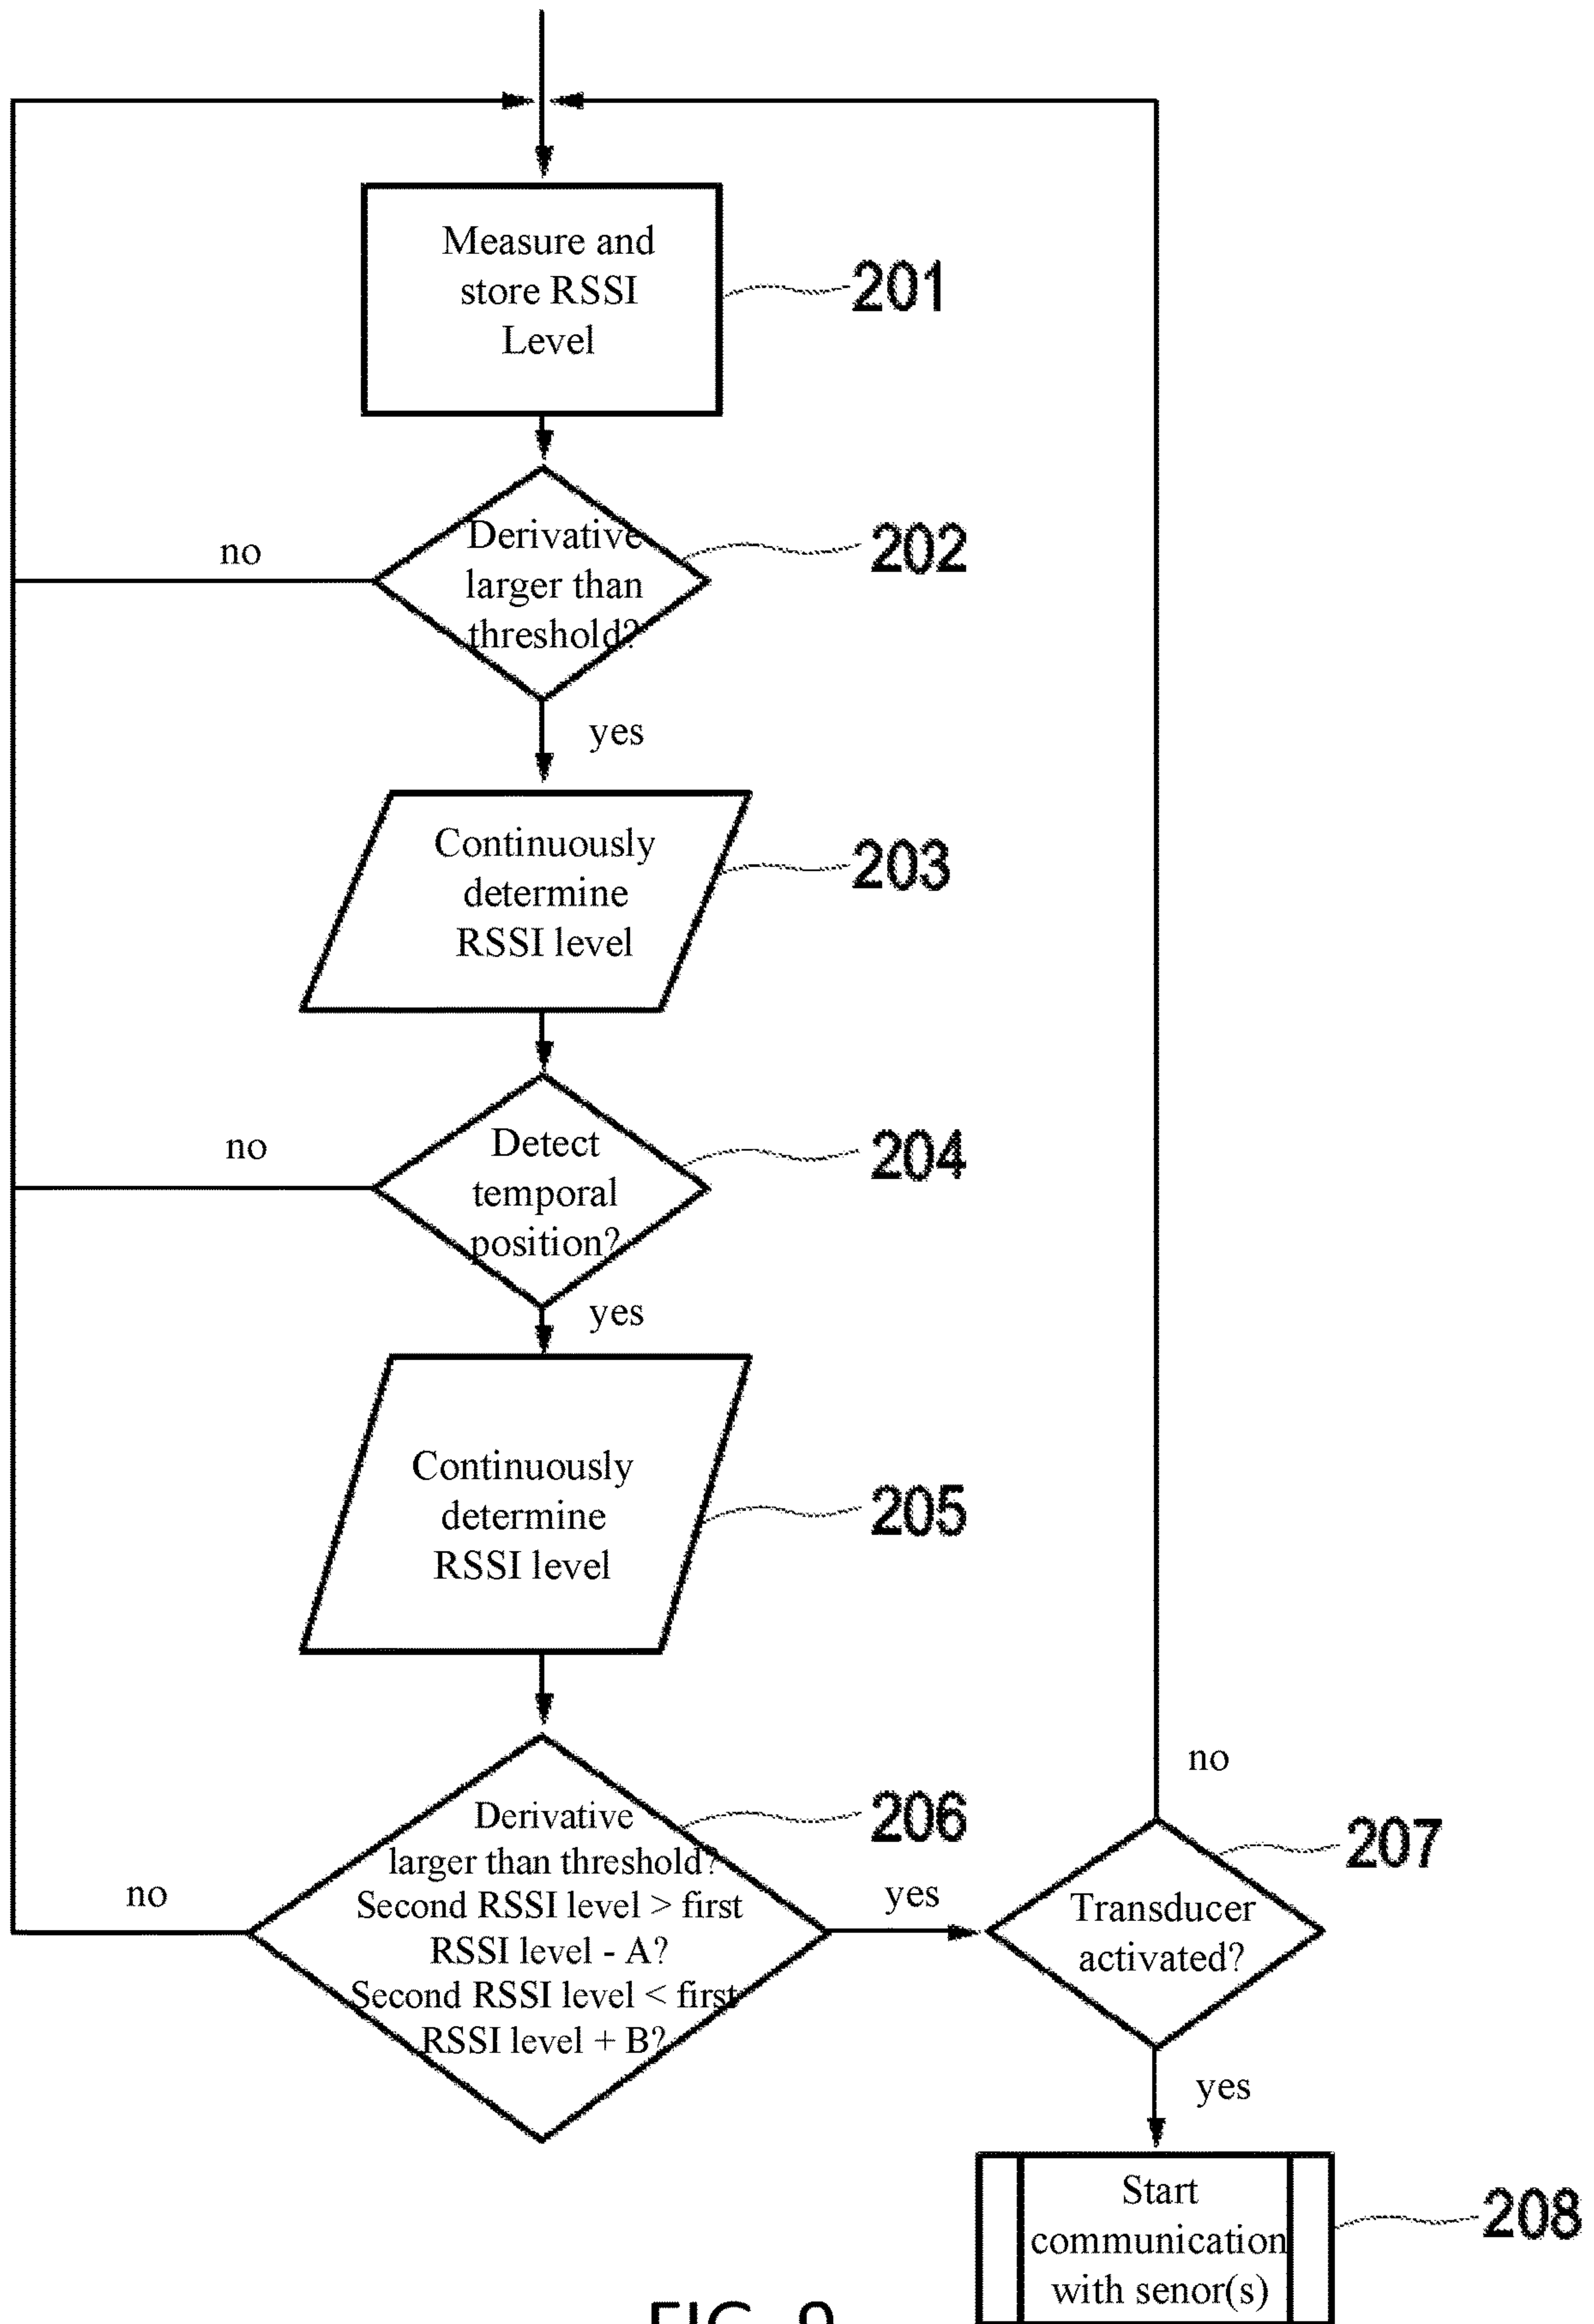 Measure and
store RSSI
Level
201
Derivative
larger than
threshold?
202
no
yes
Continuously
determine
RSSI level
203
Detect
temporal
position?
204
no
yes
Continuously
determine
RSSI level
205
Derivative
larger than threshold?
Second RSSI level > first
RSSI level - A?
Second RSSI level < first
RSSI level + B?
206
no
yes
Transducer
activated?
207
no
yes
Start
communication
with senor(s)
208
FIG. 9